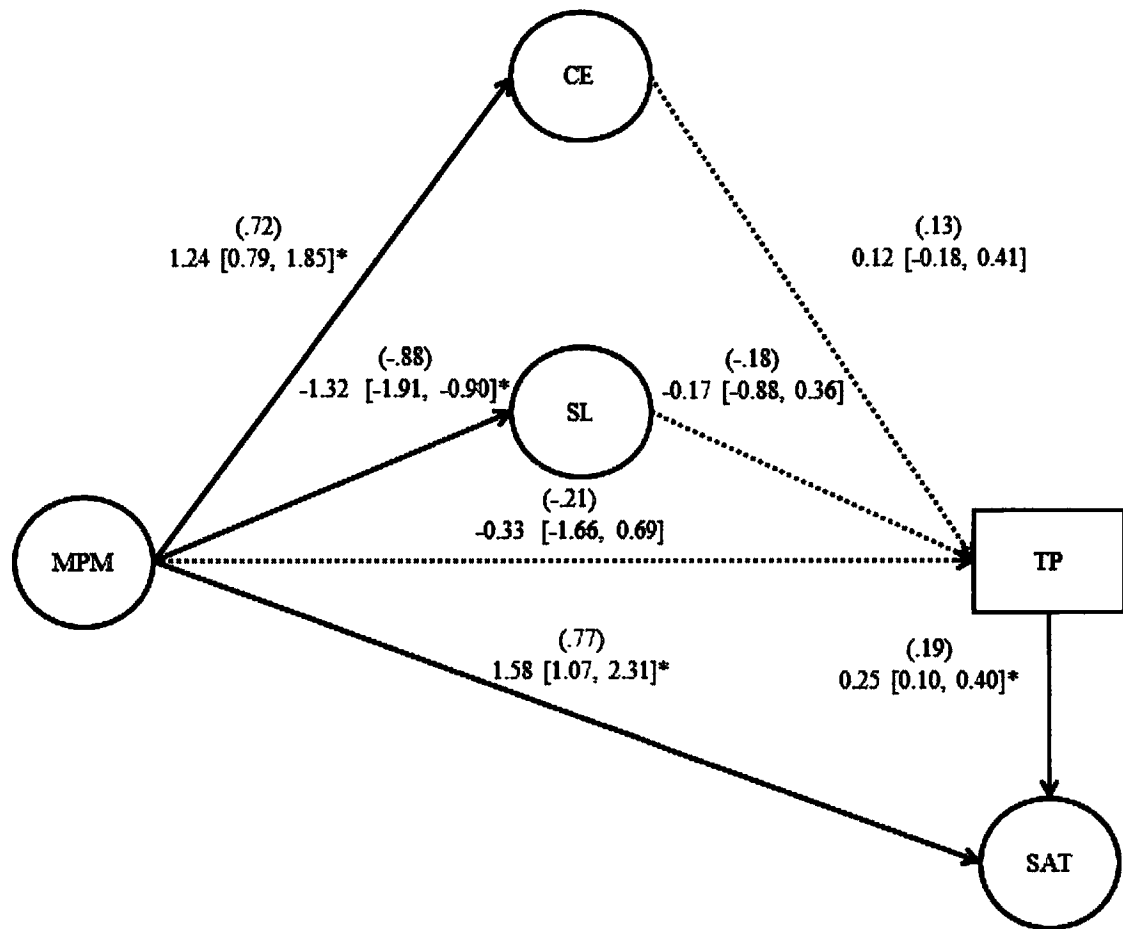 CE
(.72)
1.24 [0.79, 1.85]*
(.13)
0.12 [-0.18, 0.41]
(-.88)
-1.32 [-1.91, -0.90]*
SL
(-.18)
-0.17 [-0.88, 0.36]
(-.21)
-0.33 [-1.66, 0.69]
MPM
TP
(.77)
1.58 [1.07, 2.31]*
(.19)
0.25 [0.10, 0.40]*
SAT